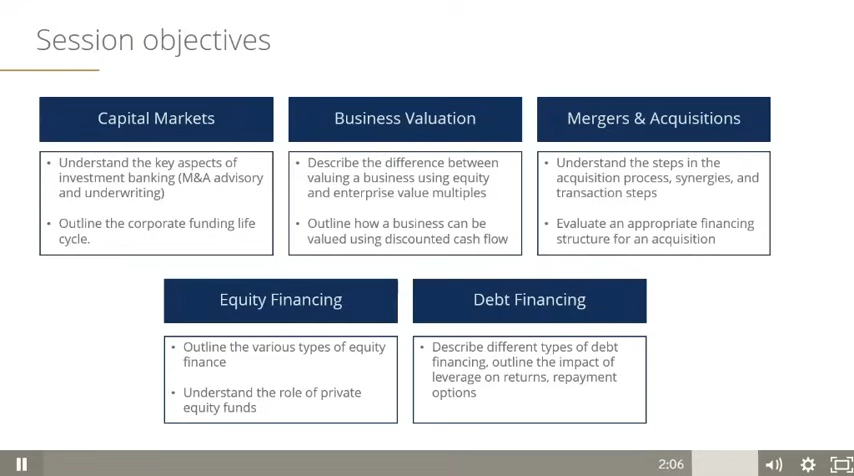 Session objectives
Capital Markets
• Understand the key aspects of
investment banking (M&A advisory
and underwriting)
• Outline the corporate funding life
cycle.
Business Valuation
• Describe the difference between
valuing a business using equity
and enterprise value multiples
• Outline how a business can be
valued using discounted cash flow
Mergers & Acquisitions
• Understand the steps in the
acquisition process, synergies, and
transaction steps
• Evaluate an appropriate financing
structure for an acquisition
Equity Financing
• Outline the various types of equity
finance
• Understand the role of private
equity funds
Debt Financing
• Describe different types of debt
financing, outline the impact of
leverage on returns, repayment
options
2:06